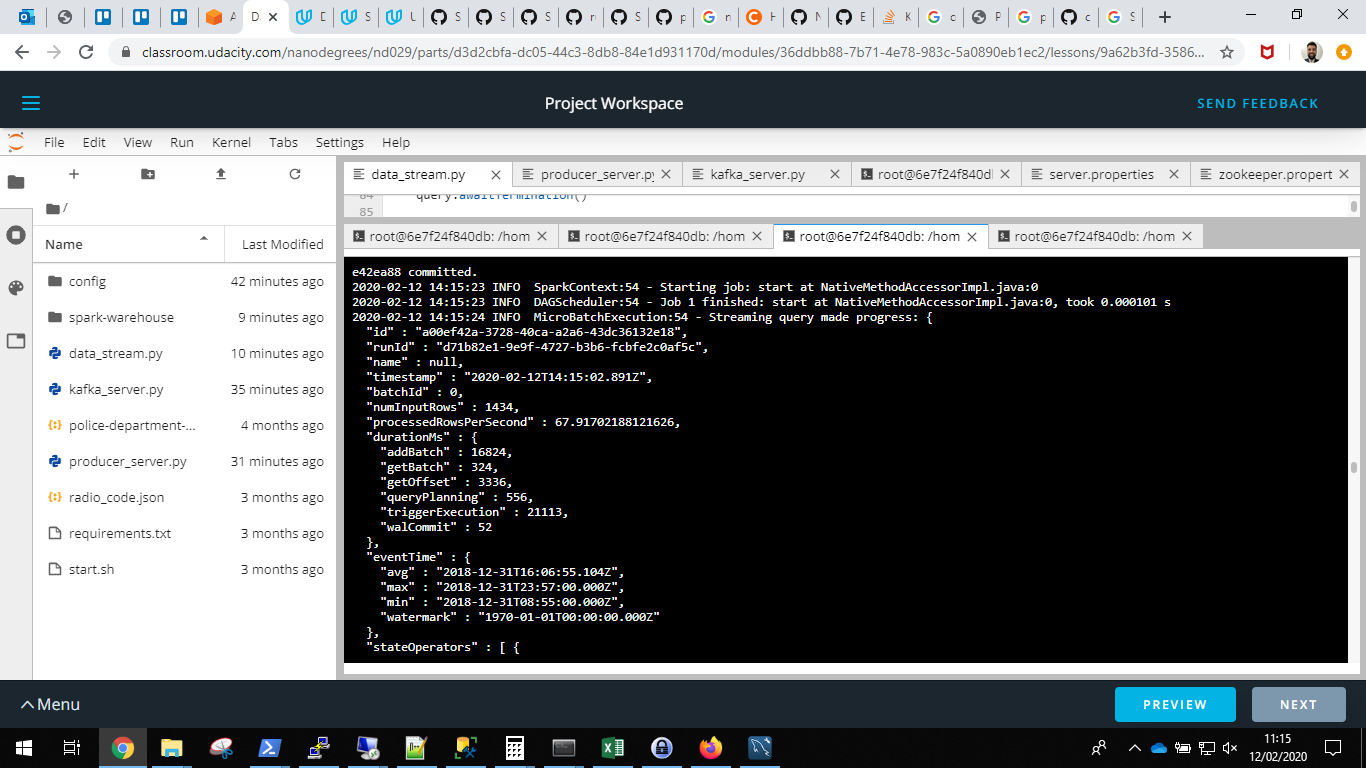 A
D.
D
S
U
S
S
S
r
S
p
n
H
N
E
K
c
P
p
c
S
classroom.udacity.com/nanodegrees/nd029/parts/d3d2cbfa-dc05-44c3-8db8-84e1d931170d/modules/36ddbb88-7b71-4e78-983c-5a0890eb1ec2/lessons/9a62b3fd-3586...
Project Workspace
SEND FEEDBACK
File Edit View Run Kernel Tabs Settings Help
data_stream.py
producer_server.py
kafka_server.py
root@6e7f24f840d
server.properties
zookeeper.propert
/
84 query.awaitTermination()
85
Name
Last Modified
config 42 minutes ago
spark-warehouse 9 minutes ago
data_stream.py 10 minutes ago
kafka_server.py 35 minutes ago
police-department-... 4 months ago
producer_server.py 31 minutes ago
radio_code.json 3 months ago
requirements.txt 3 months ago
start.sh 3 months ago
root@6e7f24f840db: /hom
root@6e7f24f840db: /hom
root@6e7f24f840db: /hom
root@6e7f24f840db: /hom
e42ea88 committed.
2020-02-12 14:15:23 INFO  SparkContext:54 - Starting job: start at NativeMethodAccessorImpl.java:0
2020-02-12 14:15:23 INFO  DAGScheduler:54 - Job 1 finished: start at NativeMethodAccessorImpl.java:0, took 0.000101 s
2020-02-12 14:15:24 INFO  MicroBatchExecution:54 - Streaming query made progress: {
"id" : "a00ef42a-3728-40ca-a2a6-43dc36132e18",
"runId" : "d71b82e1-9e9f-4727-b3b6-fcbfe2c0af5c",
"name" : null,
"timestamp" : "2020-02-12T14:15:02.891Z",
"batchId" : 0,
"numInputRows" : 1434,
"processedRowsPerSecond" : 67.91702188121626,
"durationMs" : {
"addBatch" : 16824,
"getBatch" : 324,
"getOffset" : 3336,
"queryPlanning" : 556,
"triggerExecution" : 21113,
"walCommit" : 52
},
"eventTime" : {
"avg" : "2018-12-31T16:06:55.104Z",
"max" : "2018-12-31T23:57:00.000Z",
"min" : "2018-12-31T08:55:00.000Z",
"watermark" : "1970-01-01T00:00:00.000Z"
},
"stateOperators" : [ {
Menu
PREVIEW
NEXT
11:15
12/02/2020